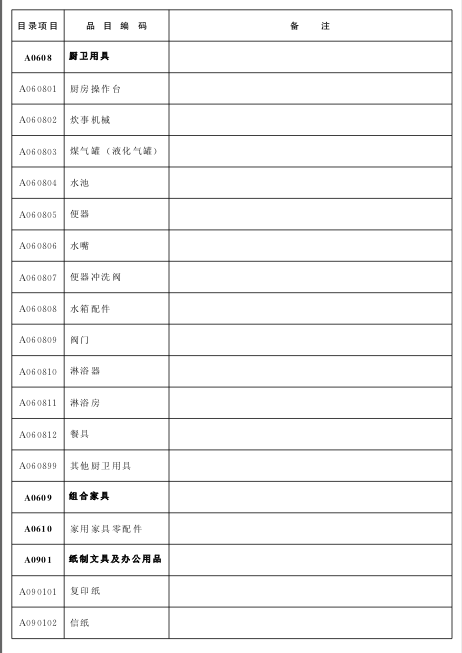 目录项目 品 目 编 码 备 注
A0608 厨卫用具
A060801 厨房操作台
A060802 炊事机械
A060803 煤气罐（液化气罐）
A060804 水池
A060805 便器
A060806 水嘴
A060807 便器冲洗阀
A060808 水箱配件
A060809 阀门
A060810 淋浴器
A060811 淋浴房
A060812 餐具
A060899 其他厨卫用具
A0609 组合家具
A0610 家用家具零配件
A0901 纸制文具及办公用品
A090101 复印纸
A090102 信纸